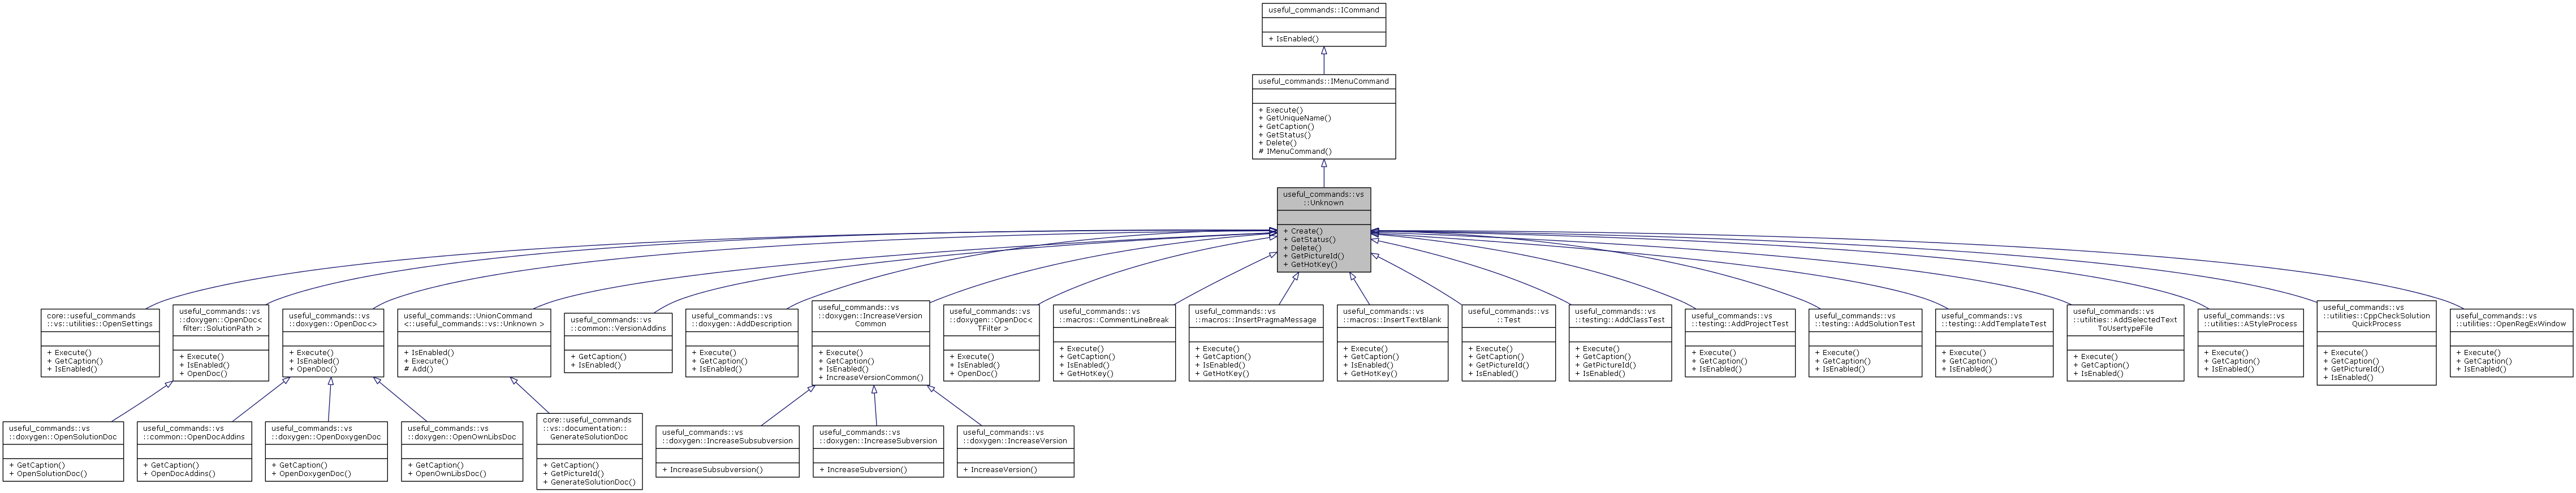 useful_commands::ICommand
+ IsEnabled()
useful_commands::IMenuCommand
+ Execute()
+ GetUniqueName()
+ GetCaption()
+ GetStatus()
+ Delete()
# IMenuCommand()
useful_commands::vs
::Unknown
+ Create()
+ GetStatus()
+ Delete()
+ GetPictureId()
+ GetHotKey()
core::useful_commands
::vs::utilities::OpenSettings
+ Execute()
+ GetCaption()
+ IsEnabled()
useful_commands::vs
::doxygen::OpenDoc<
filter::SolutionPath >
+ Execute()
+ IsEnabled()
+ OpenDoc()
useful_commands::vs
::doxygen::OpenDoc<>
+ Execute()
+ IsEnabled()
+ OpenDoc()
useful_commands::UnionCommand
<::useful_commands::vs::Unknown >
+ IsEnabled()
+ Execute()
# Add()
useful_commands::vs
::common::VersionAddins
+ GetCaption()
+ IsEnabled()
useful_commands::vs
::doxygen::AddDescription
+ Execute()
+ GetCaption()
+ IsEnabled()
useful_commands::vs
::doxygen::IncreaseVersion
Common
+ Execute()
+ GetCaption()
+ IsEnabled()
+ IncreaseVersionCommon()
useful_commands::vs
::doxygen::OpenDoc<
TFilter >
+ Execute()
+ IsEnabled()
+ OpenDoc()
useful_commands::vs
::macros::CommentLineBreak
+ Execute()
+ GetCaption()
+ IsEnabled()
+ GetHotKey()
useful_commands::vs
::macros::InsertPragmaMessage
+ Execute()
+ GetCaption()
+ IsEnabled()
+ GetHotKey()
useful_commands::vs
::macros::InsertTextBlank
+ Execute()
+ GetCaption()
+ IsEnabled()
+ GetHotKey()
useful_commands::vs
::Test
+ Execute()
+ GetCaption()
+ GetPictureId()
+ IsEnabled()
useful_commands::vs
::testing::AddClassTest
+ Execute()
+ GetCaption()
+ GetPictureId()
+ IsEnabled()
useful_commands::vs
::testing::AddProjectTest
+ Execute()
+ GetCaption()
+ IsEnabled()
useful_commands::vs
::testing::AddSolutionTest
+ Execute()
+ GetCaption()
+ IsEnabled()
useful_commands::vs
::testing::AddTemplateTest
+ Execute()
+ GetCaption()
+ IsEnabled()
useful_commands::vs
::utilities::AddSelectedText
ToUsertypeFile
+ Execute()
+ GetCaption()
+ IsEnabled()
useful_commands::vs
::utilities::AStyleProcess
+ Execute()
+ GetCaption()
+ IsEnabled()
useful_commands::vs
::utilities::CppCheckSolution
QuickProcess
+ Execute()
+ GetCaption()
+ GetPictureId()
+ IsEnabled()
useful_commands::vs
::utilities::OpenRegExWindow
+ Execute()
+ GetCaption()
+ IsEnabled()
useful_commands::vs
::doxygen::OpenSolutionDoc
+ GetCaption()
+ OpenSolutionDoc()
useful_commands::vs
::common::OpenDocAddins
+ GetCaption()
+ OpenDocAddins()
useful_commands::vs
::doxygen::OpenDoxygenDoc
+ GetCaption()
+ OpenDoxygenDoc()
useful_commands::vs
::doxygen::OpenOwnLibsDoc
+ GetCaption()
+ OpenOwnLibsDoc()
core::useful_commands
::vs::documentation::
GenerateSolutionDoc
+ GetCaption()
+ GetPictureId()
+ GenerateSolutionDoc()
useful_commands::vs
::doxygen::IncreaseSubsubversion
+ IncreaseSubsubversion()
useful_commands::vs
::doxygen::IncreaseSubversion
+ IncreaseSubversion()
useful_commands::vs
::doxygen::IncreaseVersion
+ IncreaseVersion()